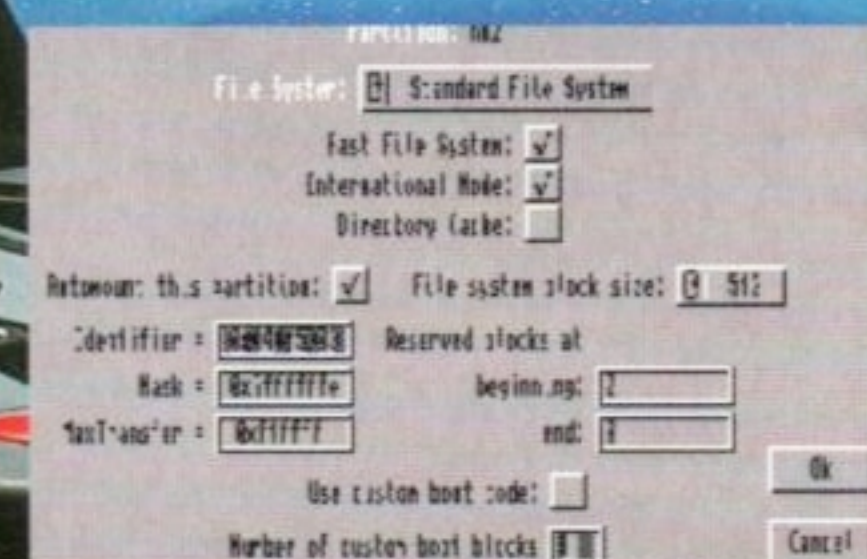 Partition:
File System: Standard File System
Fast File System: √
International Mode: √
Directory Cache:
Automount this partition: √ File system block size: 512
Identifier = Reserved blocks at
Mask = 0x7ffffffe beginning: 2
MaxTransfer = end:
Use custom boot code:
Number of custom boot blocks
Ok
Cancel